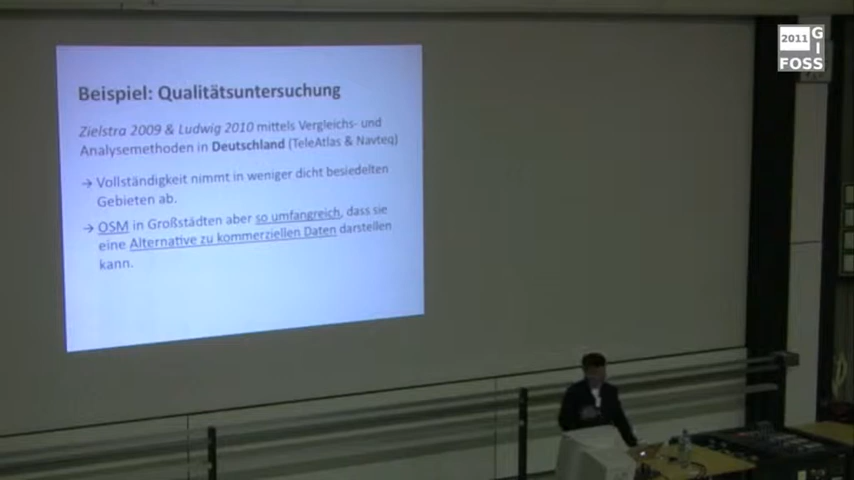 Beispiel: Qualitätsuntersuchung
Zielstra 2009 & Ludwig 2010 mittels Vergleichs- und
Analysemethoden in Deutschland (TeleAtlas & Navteq)
→ Vollständigkeit nimmt in weniger dicht besiedelten
Gebieten ab.
→ OSM in Großstädten aber so umfangreich, dass sie
eine Alternative zu kommerziellen Daten darstellen
kann.
2011
G
I
FOSS